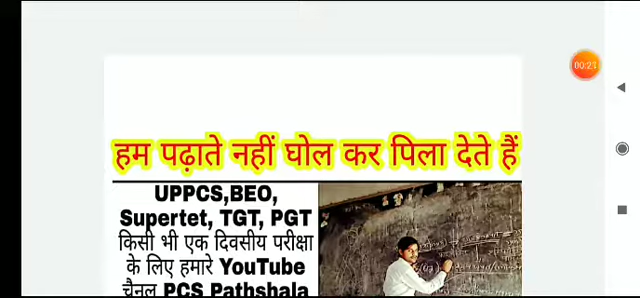 00:21
हम पढ़ाते नहीं घोल कर पिला देते हैं
UPPCS,BEO,
Supertet, TGT, PGT
किसी भी एक दिवसीय परीक्षा
के लिए हमारे YouTube
चैनल PCS Pathshala